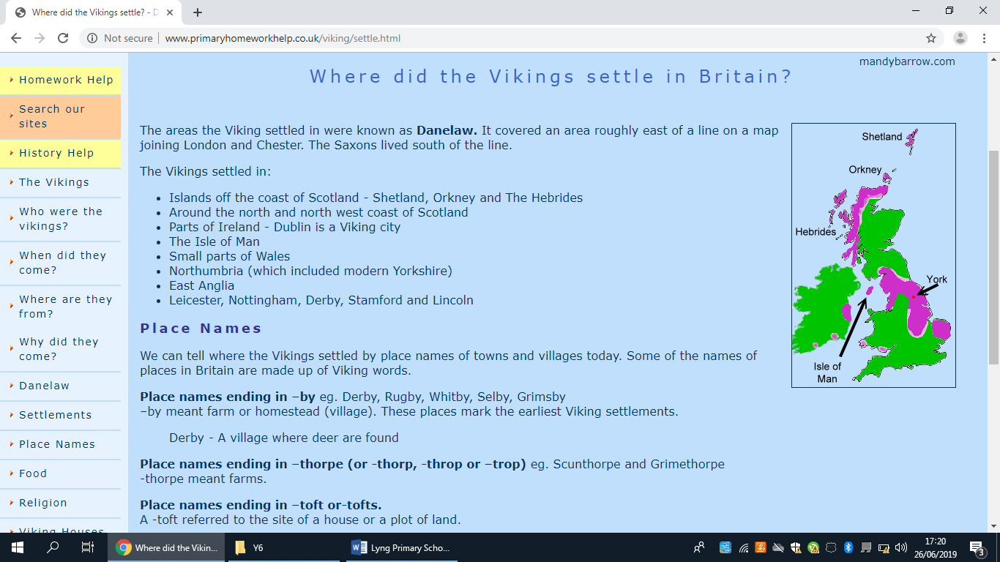 Where did the Vikings settle? - D
Not secure
www.primaryhomeworkhelp.co.uk/viking/settle.html
Homework Help
Search our
sites
History Help
The Vikings
Who were the
vikings?
When did they
come?
Where are they
from?
Why did they
come?
Danelaw
Settlements
Place Names
Food
Religion
Viking Houses
mandybarrow.com
Where did the Vikings settle in Britain?
The areas the Viking settled in were known as Danelaw. It covered an area roughly east of a line on a map
joining London and Chester. The Saxons lived south of the line.
The Vikings settled in:
• Islands off the coast of Scotland - Shetland, Orkney and The Hebrides
• Around the north and north west coast of Scotland
• Parts of Ireland - Dublin is a Viking city
• The Isle of Man
• Small parts of Wales
• Northumbria (which included modern Yorkshire)
• East Anglia
• Leicester, Nottingham, Derby, Stamford and Lincoln
Place Names
We can tell where the Vikings settled by place names of towns and villages today. Some of the names of
places in Britain are made up of Viking words.
Place names ending in –by eg. Derby, Rugby, Whitby, Selby, Grimsby
–by meant farm or homestead (village). These places mark the earliest Viking settlements.
Derby - A village where deer are found
Place names ending in –thorpe (or -thorp, -throp or –trop) eg. Scunthorpe and Grimethorpe
-thorpe meant farms.
Place names ending in –toft or-tofts.
A -toft referred to the site of a house or a plot of land.
Shetland
Orkney
Hebrides
York
Isle of
Man
Where did the Vikin...
Y6
Lyng Primary Scho...
17:20
26/06/2019
3